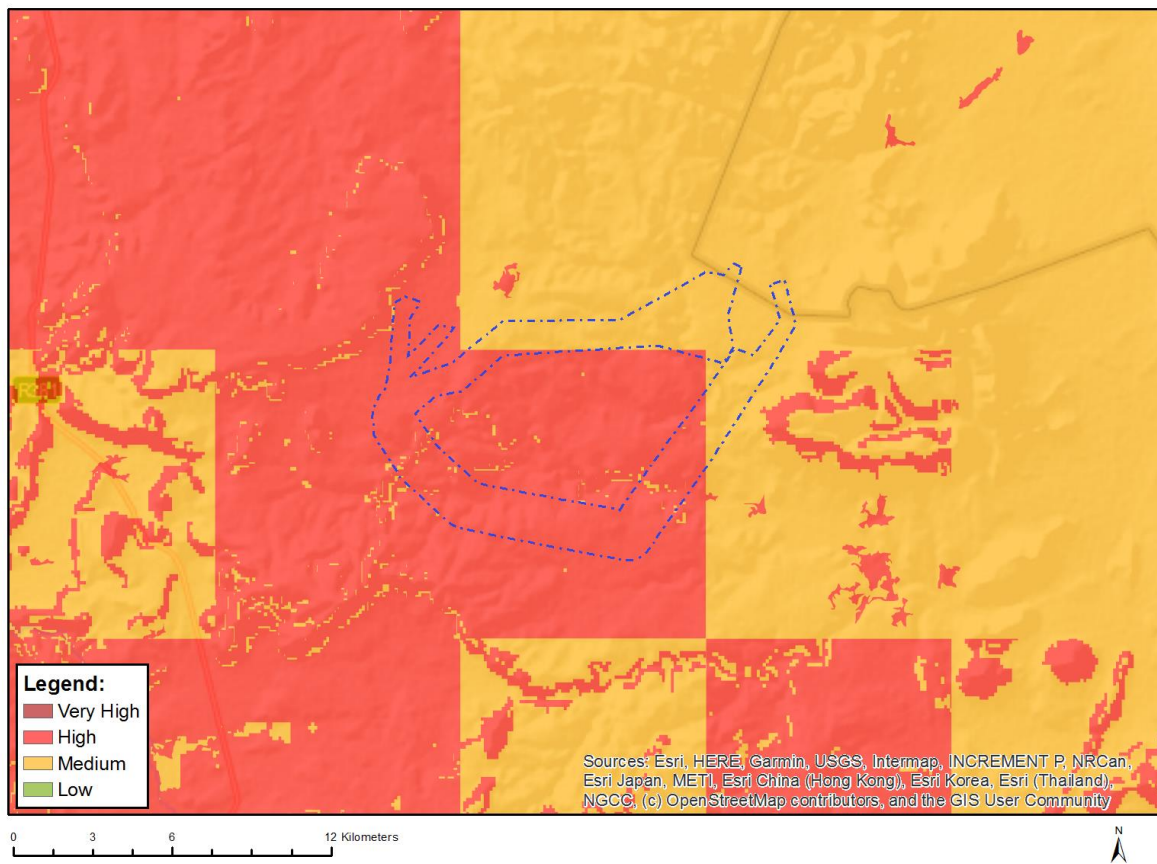 Legend:
Very High
High
Medium
Low
Sources: Esri, HERE, Garmin, USGS, Intermap, INCREMENT P, NRCan,
Esri Japan, METI, Esri China (Hong Kong), Esri Korea, Esri (Thailand),
NGCC, (c) OpenStreetMap contributors, and the GIS User Community
0 3 6 12 Kilometers
N